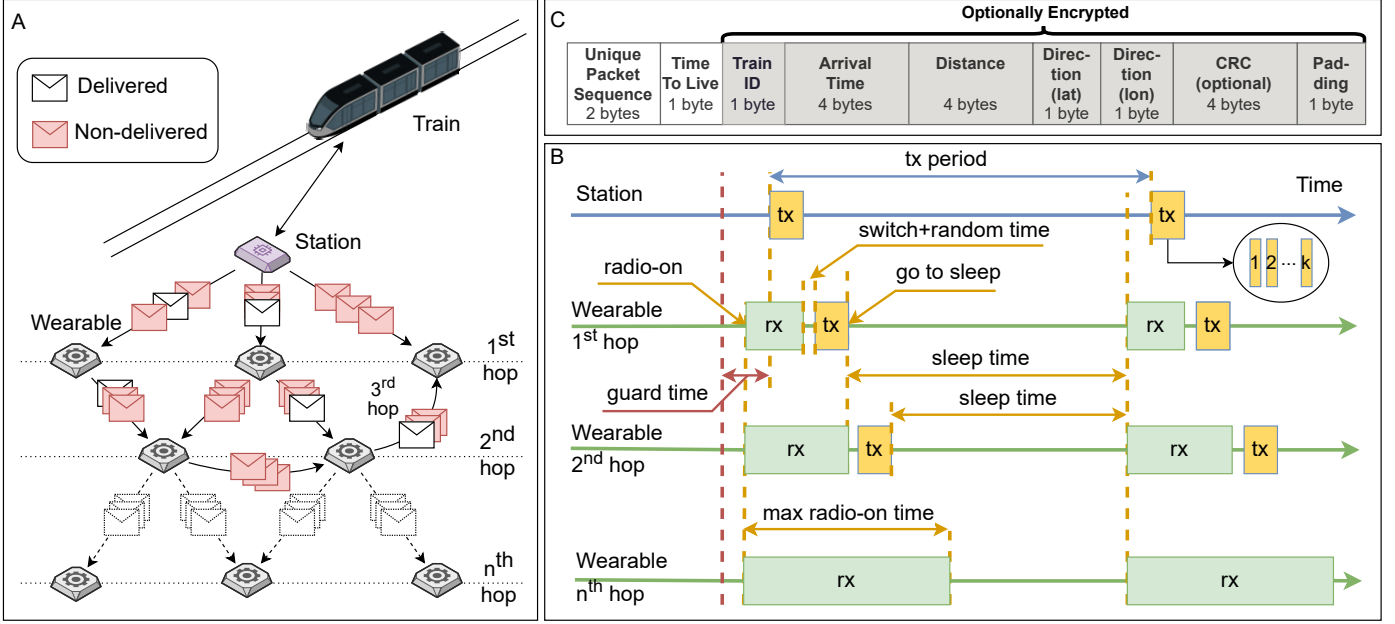 A
Delivered
Non-delivered
Train
Station
Wearable
1st
hop
3rd
hop
2nd
hop
nth
hop
C
Optionally Encrypted
Unique
Packet
Sequence
2 bytes
Time
To Live
1 byte
Train
ID
1 byte
Arrival
Time
4 bytes
Distance
4 bytes
Direc-
tion
(lat)
1 byte
Direc-
tion
(lon)
1 byte
CRC
(optional)
4 bytes
Pad-
ding
1 byte
B
tx period
Station
Time
tx
tx
switch+random time
1 2 ... k
radio-on
go to sleep
Wearable
1st hop
rx
tx
rx
tx
sleep time
guard time
sleep time
Wearable
2nd hop
rx
tx
rx
tx
max radio-on time
Wearable
nth hop
rx
rx